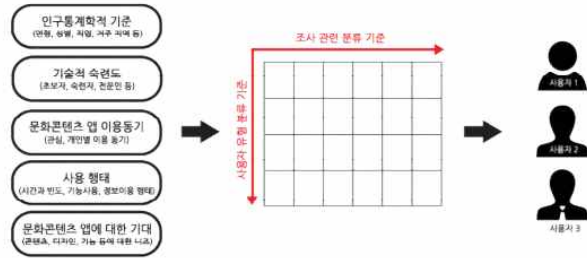 인구통계학적 기준
(연령, 성별, 직업, 거주 지역 등)
기술적 숙련도
(초보자, 숙련자, 전문인 등)
문화콘텐츠 앱 이용동기
(관심, 개인별 이용 동기)
사용 행태
(시간과 빈도, 기능사용, 정보이용 형태)
문화콘텐츠 앱에 대한 기대
(콘텐츠, 디자인, 기능 등에 대한 니즈)
조사 관련 분류 기준
사용자 유형 분류 기준
사용자 1
사용자 2
사용자 3